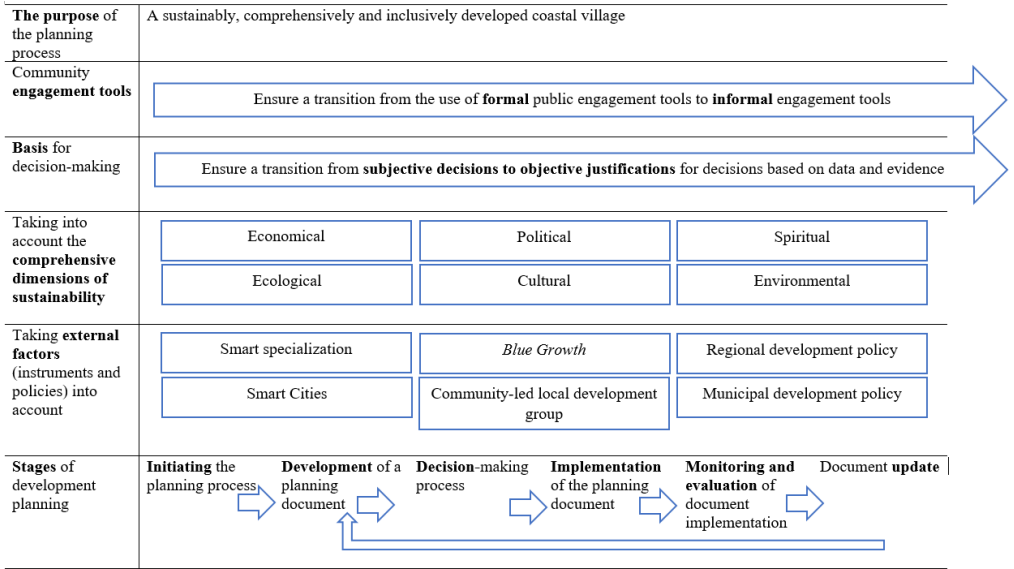 The purpose of
the planning
process
A sustainably, comprehensively and inclusively developed coastal village
Community
engagement tools
Ensure a transition from the use of formal public engagement tools to informal engagement tools
Basis for
decision-making
Ensure a transition from subjective decisions to objective justifications for decisions based on data and evidence
Taking into
account the
comprehensive
dimensions of
sustainability
Economical
Political
Spiritual
Ecological
Cultural
Environmental
Taking external
factors
(instruments and
policies) into
account
Smart specialization
Blue Growth
Regional development policy
Smart Cities
Community-led local development
group
Municipal development policy
Stages of
development
planning
Initiating the
planning process
Development of a
planning
document
Decision-making
process
Implementation
of the planning
document
Monitoring and
evaluation of
document
implementation
Document update